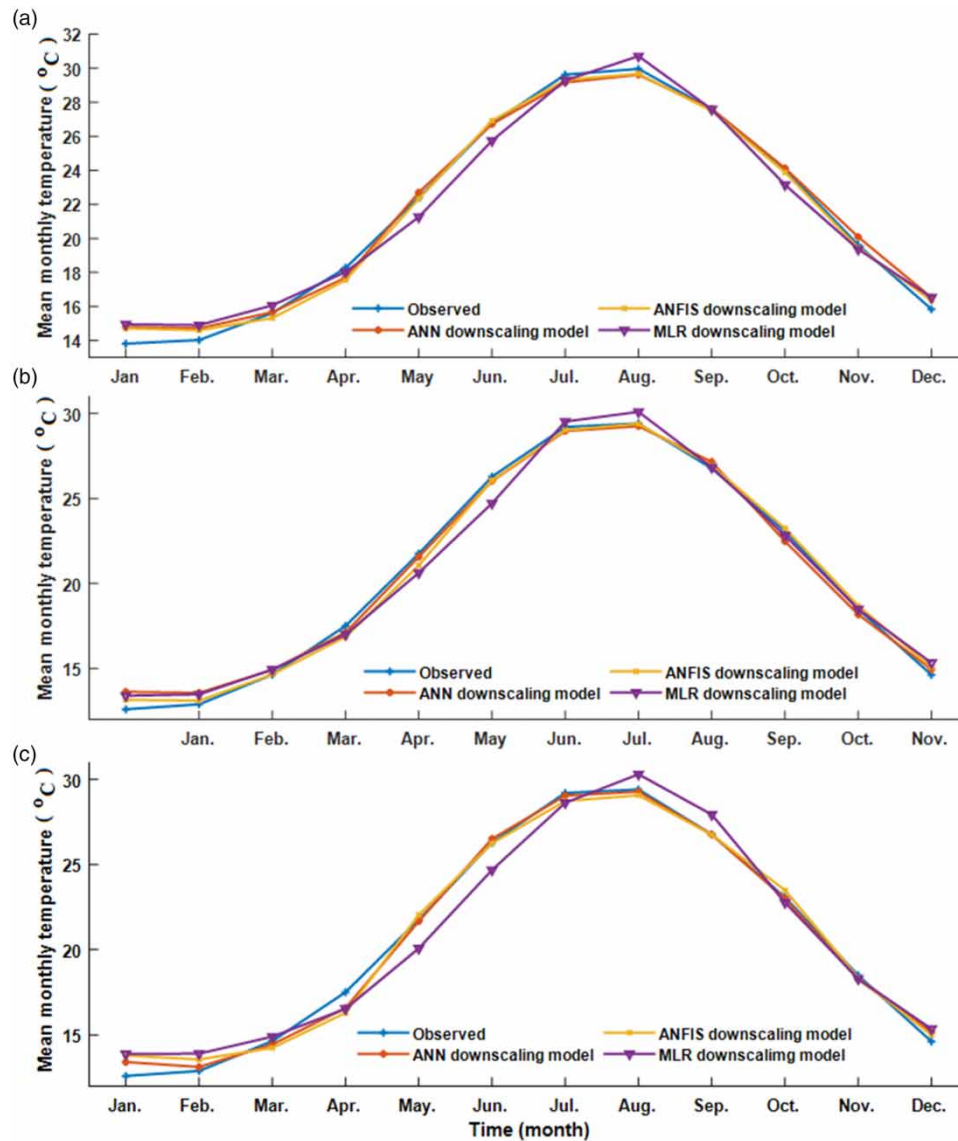 (a)
Mean monthly temperature ( °C)
32
30
28
26
24
22
20
18
16
14
Observed
ANFIS downscaling model
ANN downscaling model
MLR downscaling model
Jan Feb. Mar. Apr. May Jun. Jul. Aug. Sep. Oct. Nov. Dec.
(b)
Mean monthly temperature ( °C)
30
25
20
15
Observed
ANFIS downscaling model
ANN downscaling model
MLR downscaling model
Jan. Feb. Mar. Apr. May Jun. Jul. Aug. Sep. Oct. Nov.
(c)
Mean monthly temperature ( °C)
30
25
20
15
Observed
ANFIS downscaling model
ANN downscaling model
MLR downscalimg model
Jan. Feb. Mar. Apr. May Jun. Jul. Aug. Sep. Oct. Nov. Dec.
Time (month)